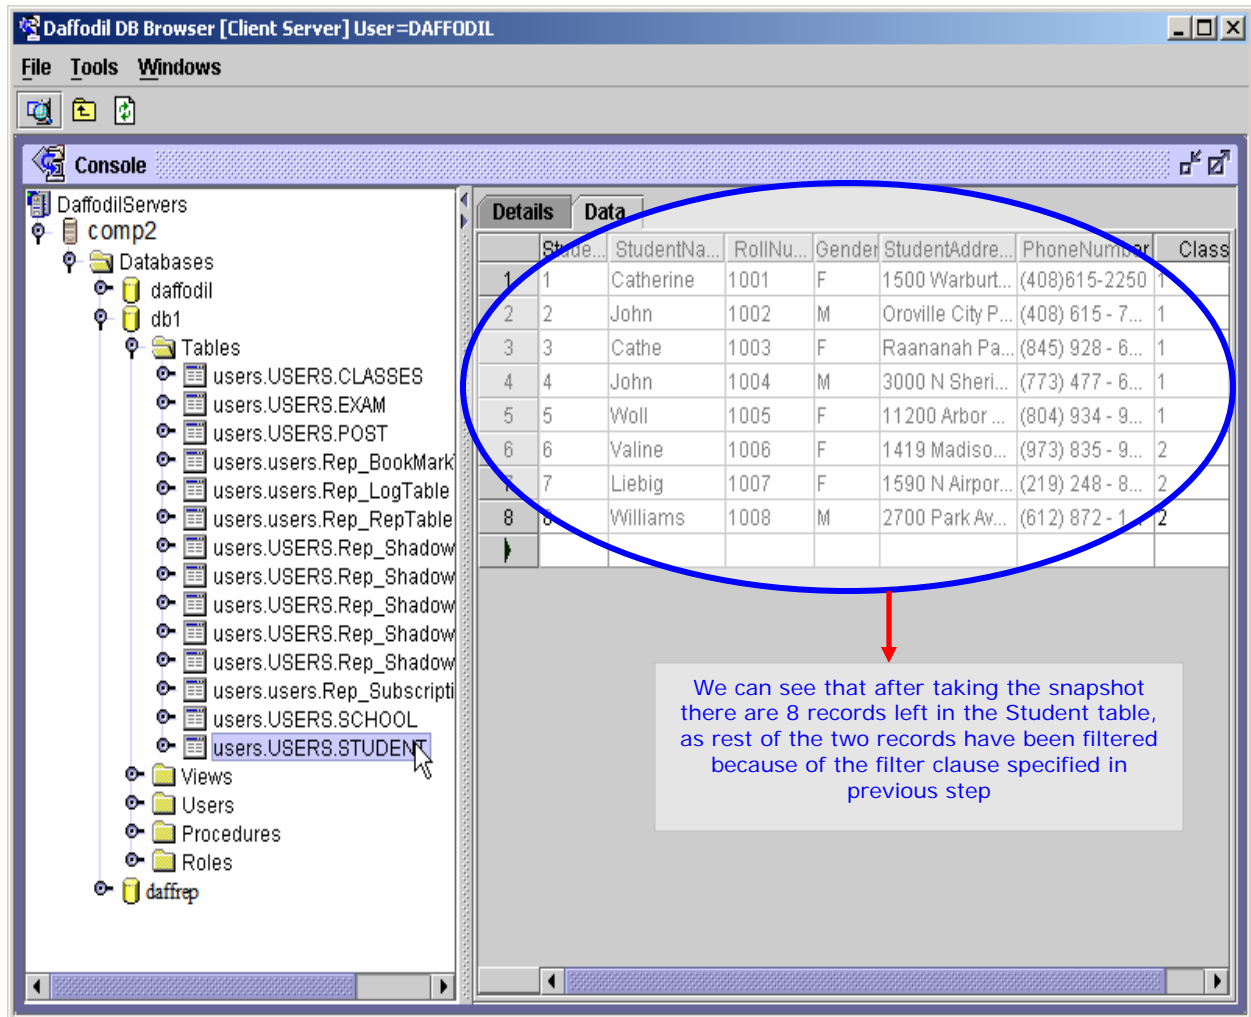 Daffodil DB Browser [Client Server] User=DAFFODIL
File Tools Windows
Console
DaffodilServers
comp2
Databases
daffodil
db1
Tables
users.USERS.CLASSES
users.USERS.EXAM
users.USERS.POST
users.users.Rep_BookMark
users.users.Rep_LogTable
users.users.Rep_RepTable
users.USERS.Rep_Shadow
users.USERS.Rep_Shadow
users.USERS.Rep_Shadow
users.USERS.Rep_Shadow
users.USERS.Rep_Shadow
users.users.Rep_Subscripti
users.USERS.SCHOOL
users.USERS.STUDENT
Views
Users
Procedures
Roles
daffrep
Details Data
Stude... StudentNa... RollNu... Gender StudentAddre... PhoneNumber Class
1 1 Catherine 1001 F 1500 Warburt... (408)615-2250 1
2 2 John 1002 M Oroville City P... (408) 615 - 7... 1
3 3 Cathe 1003 F Raananah Pa... (845) 928 - 6... 1
4 4 John 1004 M 3000 N Sheri... (773) 477 - 6... 1
5 5 Woll 1005 F 11200 Arbor ... (804) 934 - 9... 1
6 6 Valine 1006 F 1419 Madiso... (973) 835 - 9... 2
7 7 Liebig 1007 F 1590 N Airpor... (219) 248 - 8... 2
8 8 Williams 1008 M 2700 Park Av... (612) 872 - 1... 2
We can see that after taking the snapshot
there are 8 records left in the Student table,
as rest of the two records have been filtered
because of the filter clause specified in
previous step